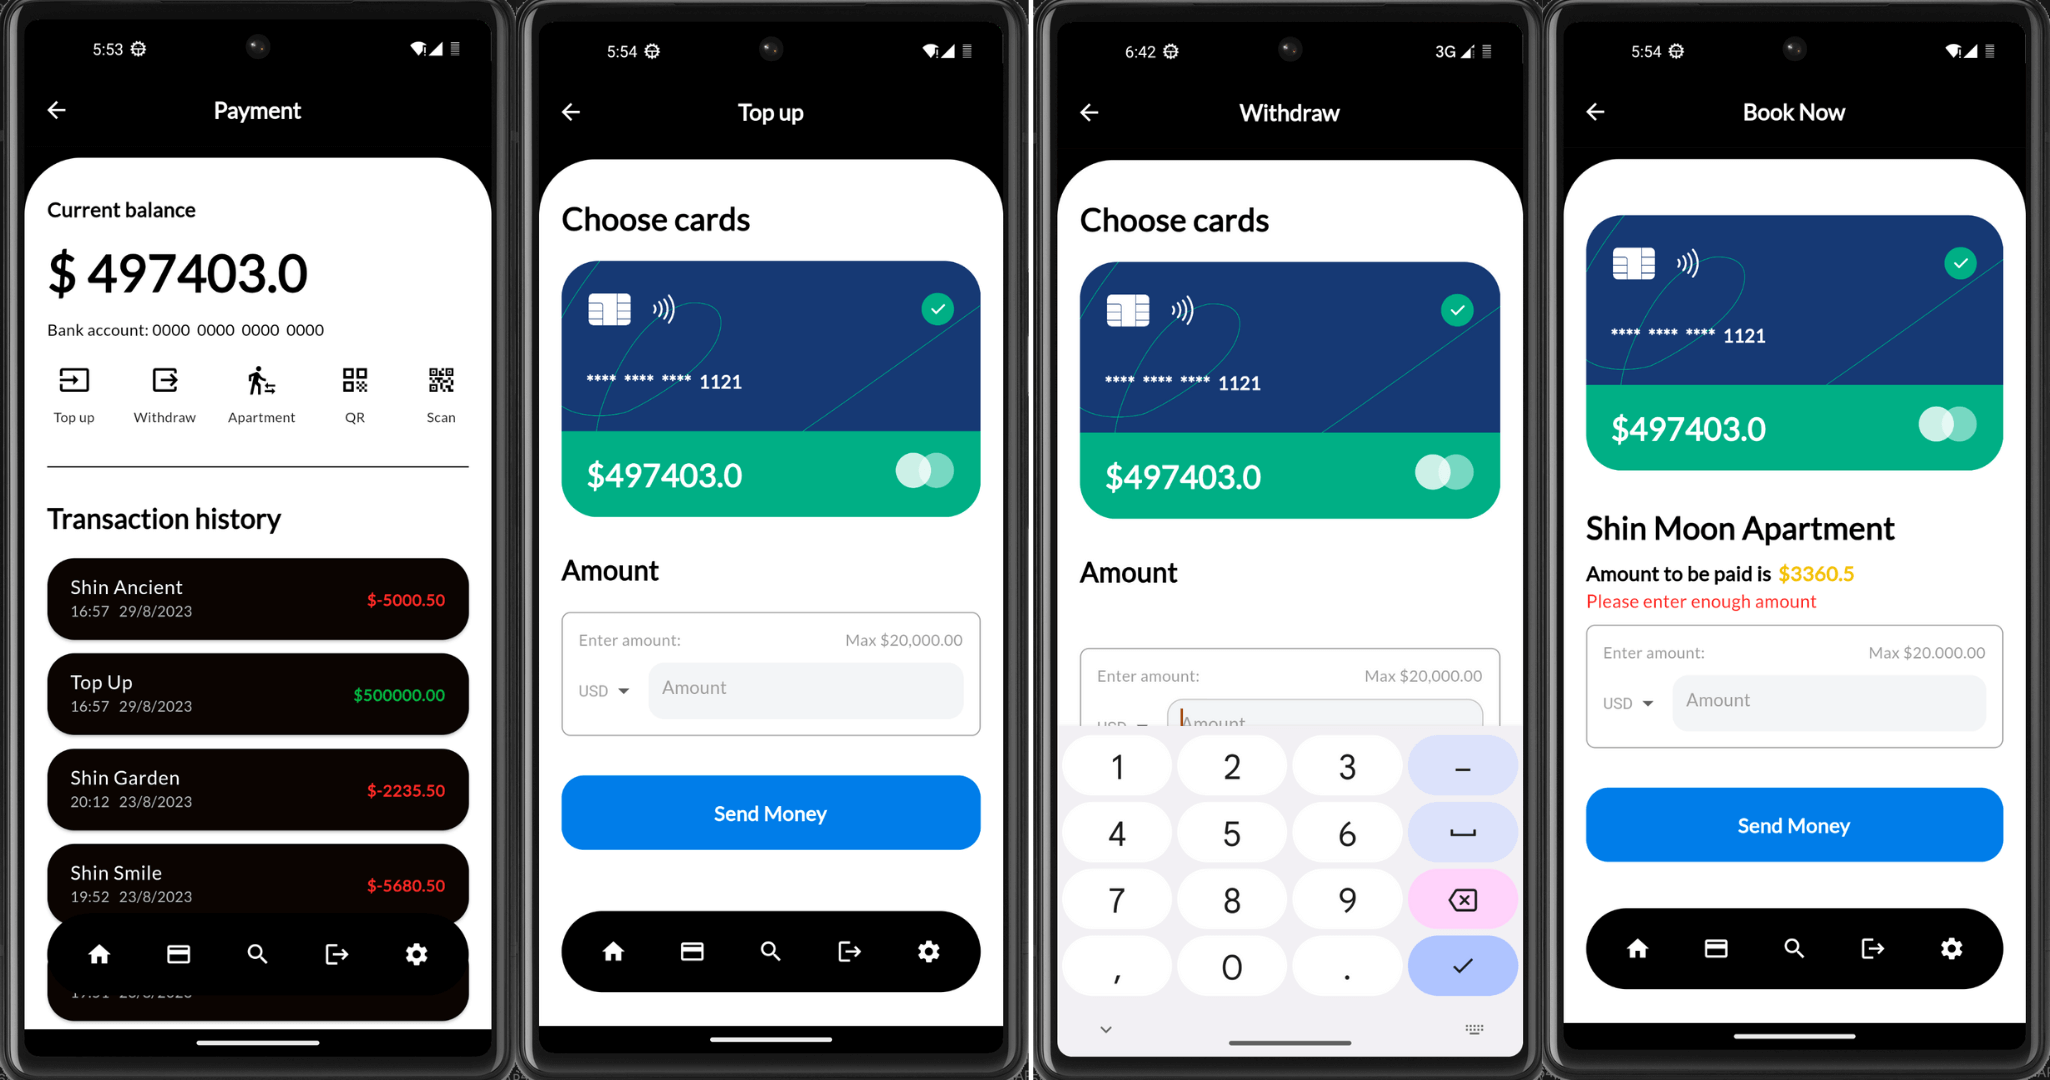 5:53
Payment
Current balance
$ 497403.0
Bank account: 0000 0000 0000 0000
Top up
Withdraw
Apartment
QR
Scan
Transaction history
Shin Ancient
$-5000.50
16:57 29/8/2023
Top Up
$500000.00
16:57 29/8/2023
Shin Garden
$-2235.50
20:12 23/8/2023
Shin Smile
$-5680.50
19:52 23/8/2023
5:54
Top up
Choose cards
**** **** **** 1121
$497403.0
Amount
Enter amount: Max $20,000.00
USD Amount
Send Money
6:42 3G
Withdraw
Choose cards
**** **** **** 1121
$497403.0
Amount
Enter amount: Max $20,000.00
USD Amount
1 2 3 –
4 5 6
7 8 9
, 0 .
5:54
Book Now
**** **** **** 1121
$497403.0
Shin Moon Apartment
Amount to be paid is $3360.5
Please enter enough amount
Enter amount: Max $20.000.00
USD Amount
Send Money